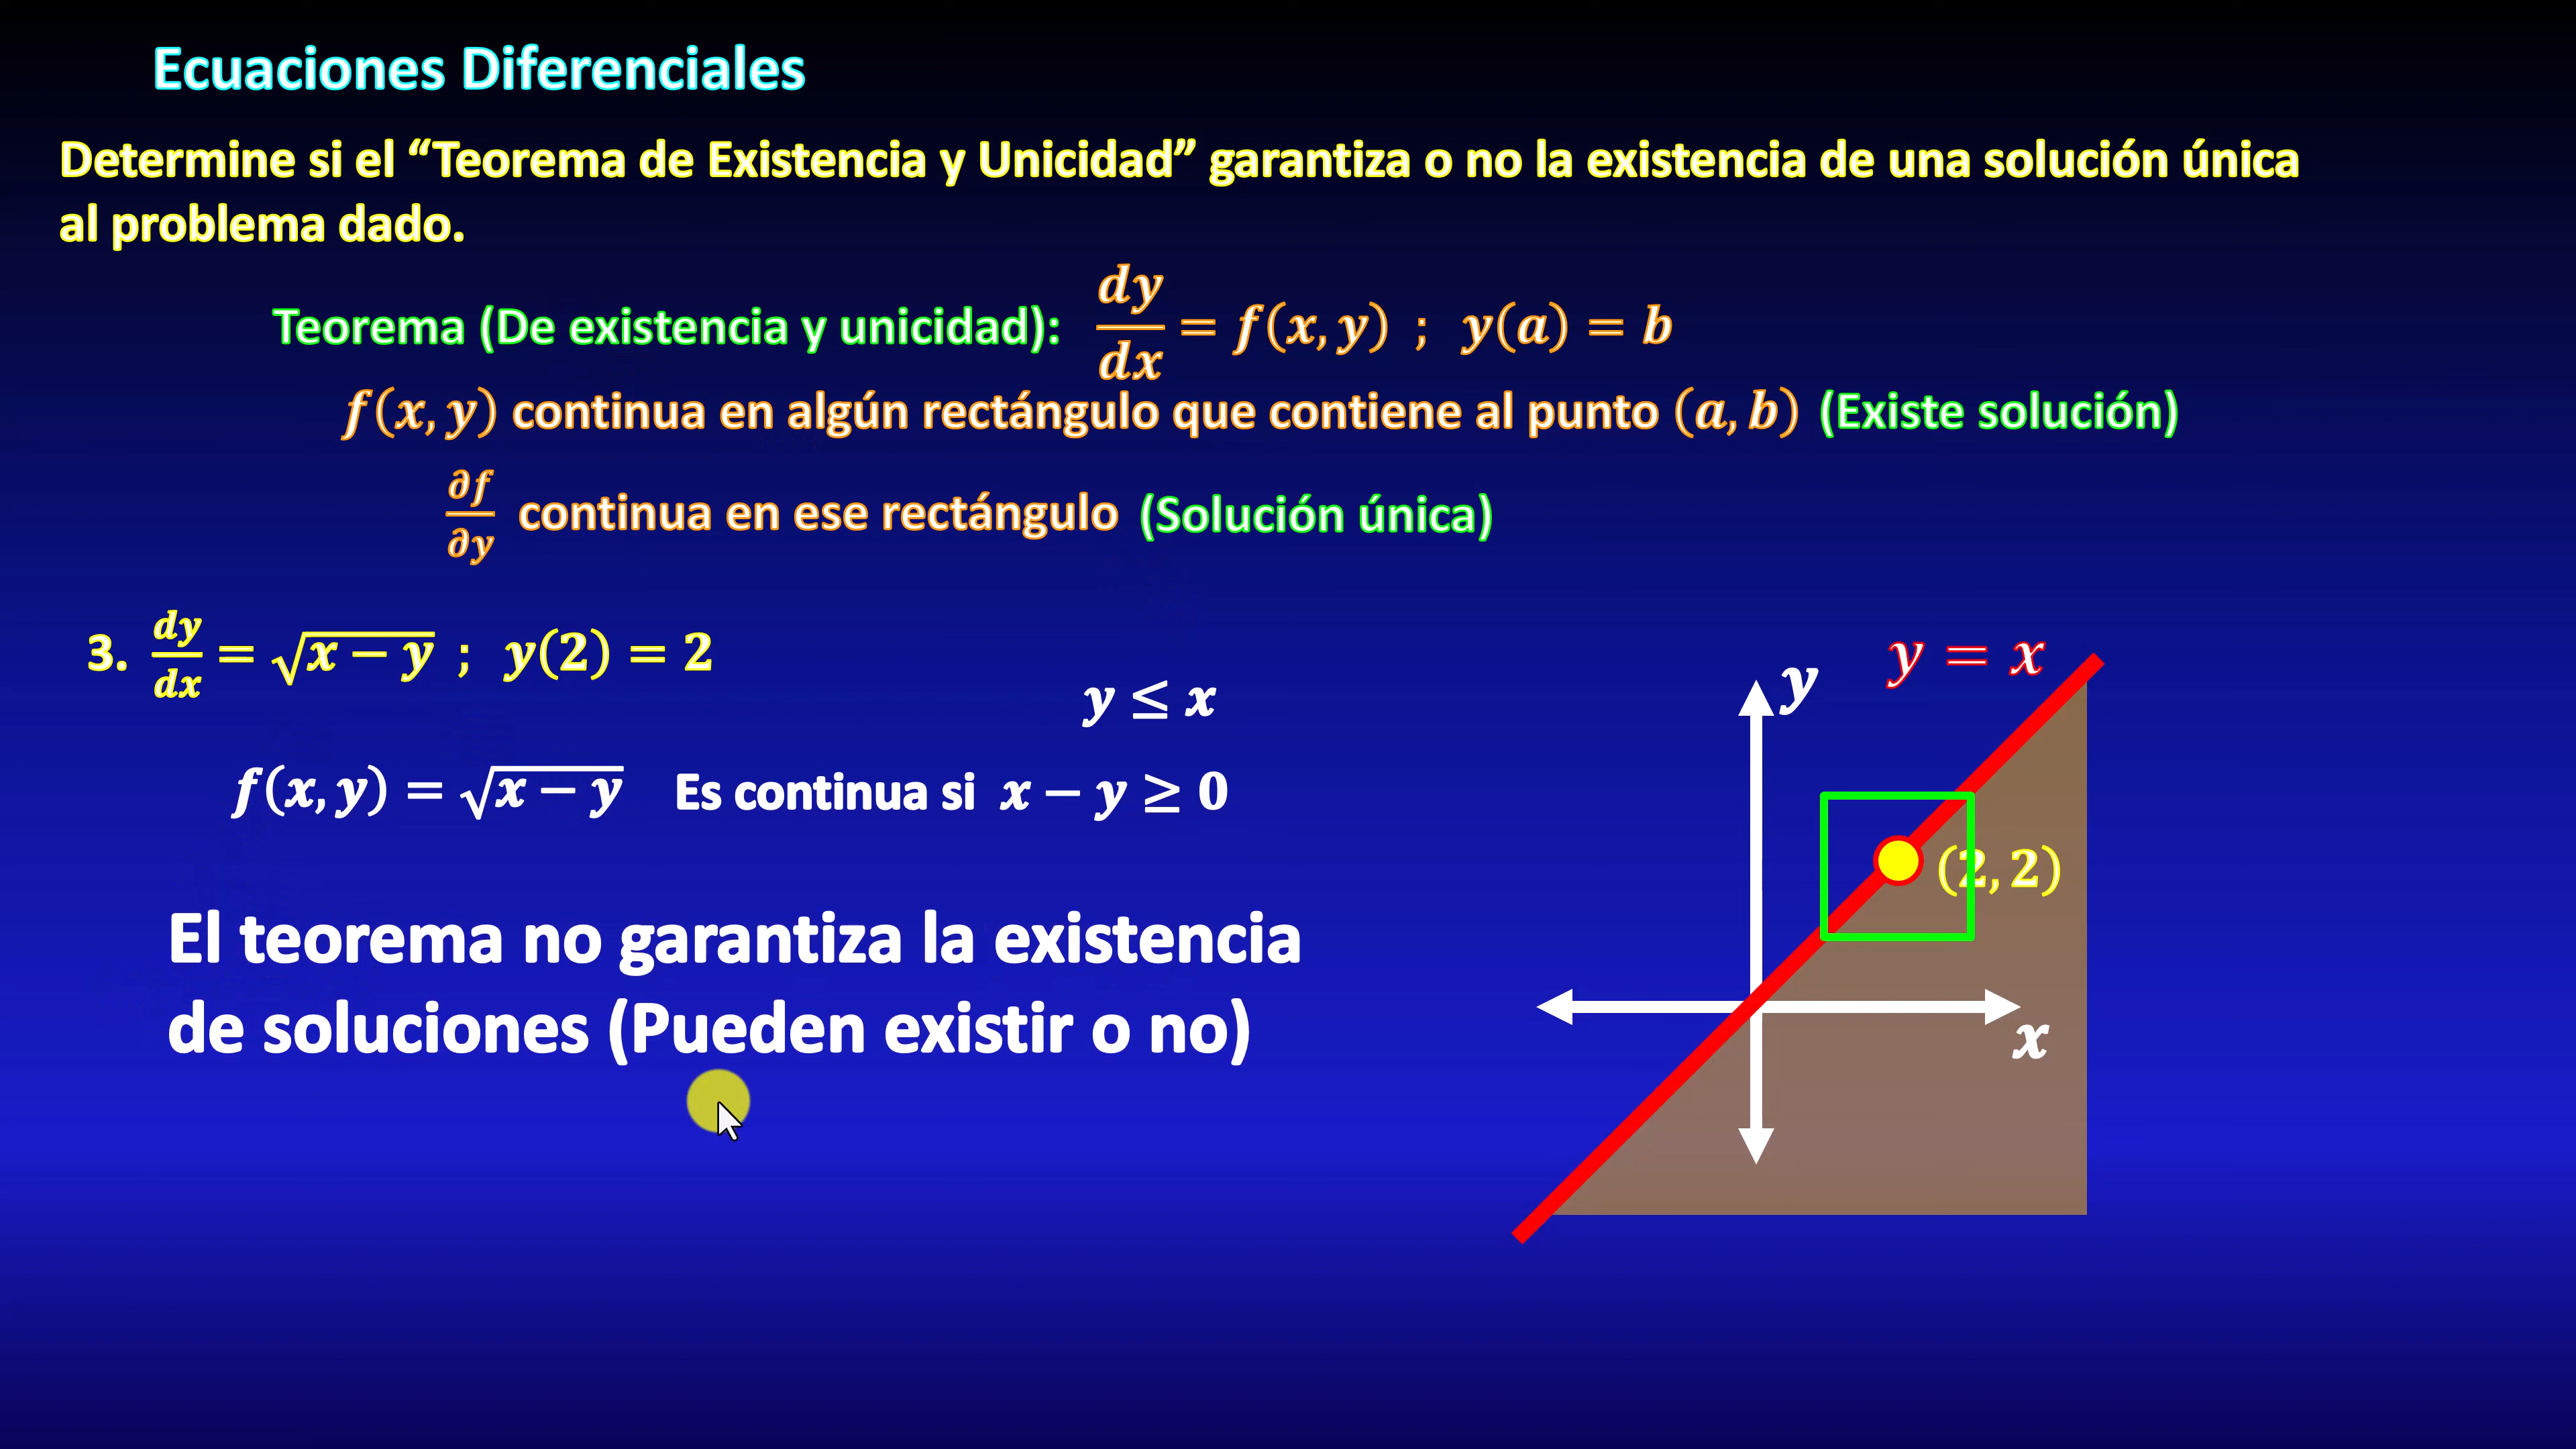 Ecuaciones Diferenciales
Determine si el “Teorema de Existencia y Unicidad” garantiza o no la existencia de una solución única
al problema dado.
Teorema (De existencia y unicidad): dy/dx = f(x, y) ; y(a) = b
f(x, y) continua en algún rectángulo que contiene al punto (a, b) (Existe solución)
∂f/∂y continua en ese rectángulo (Solución única)
3. dy/dx = √(x − y) ; y(2) = 2
y ≤ x
f(x, y) = √(x − y) Es continua si x − y ≥ 0
El teorema no garantiza la existencia
de soluciones (Pueden existir o no)
y = x
y
(2, 2)
x